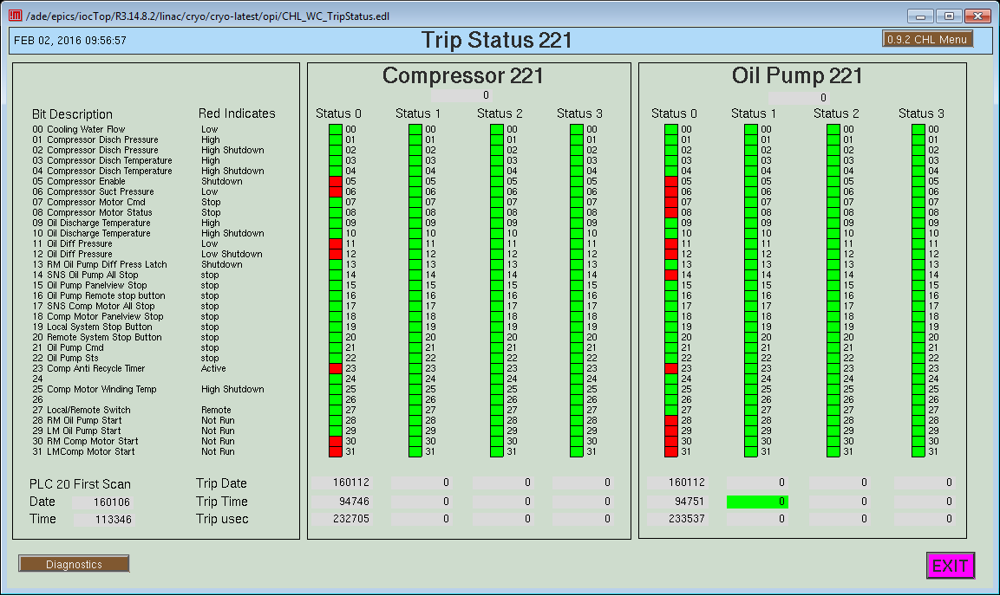 /ade/epics/iocTop/R3.14.8.2/linac/cryo/cryo-latest/opi/CHL_WC_TripStatus.edl
FEB 02, 2016 09:56:57 Trip Status 221 0.9.2 CHL Menu
Compressor 221 Oil Pump 221
0 0
Bit Description Red Indicates Status 0 Status 1 Status 2 Status 3 Status 0 Status 1 Status 2 Status 3
00 Cooling Water Flow Low 00 00 00 00 00 00 00 00
01 Compressor Disch Pressure High 01 01 01 01 01 01 01 01
02 Compressor Disch Pressure High Shutdown 02 02 02 02 02 02 02 02
03 Compressor Disch Temperature High 03 03 03 03 03 03 03 03
04 Compressor Disch Temperature High Shutdown 04 04 04 04 04 04 04 04
05 Compressor Enable Shutdown 05 05 05 05 05 05 05 05
06 Compressor Suct Pressure Low 06 06 06 06 06 06 06 06
07 Compressor Motor Cmd Stop 07 07 07 07 07 07 07 07
08 Compressor Motor Status Stop 08 08 08 08 08 08 08 08
09 Oil Discharge Temperature High 09 09 09 09 09 09 09 09
10 Oil Discharge Temperature High Shutdown 10 10 10 10 10 10 10 10
11 Oil Diff Pressure Low 11 11 11 11 11 11 11 11
12 Oil Diff Pressure Low Shutdown 12 12 12 12 12 12 12 12
13 RM Oil Pump Diff Press Latch Shutdown 13 13 13 13 13 13 13 13
14 SNS Oil Pump All Stop stop 14 14 14 14 14 14 14 14
15 Oil Pump Panelview Stop stop 15 15 15 15 15 15 15 15
16 Oil Pump Remote stop button stop 16 16 16 16 16 16 16 16
17 SNS Comp Motor All Stop stop 17 17 17 17 17 17 17 17
18 Comp Motor Panelview Stop stop 18 18 18 18 18 18 18 18
19 Local System Stop Button stop 19 19 19 19 19 19 19 19
20 Remote System Stop Button stop 20 20 20 20 20 20 20 20
21 Oil Pump Cmd stop 21 21 21 21 21 21 21 21
22 Oil Pump Sts stop 22 22 22 22 22 22 22 22
23 Comp Anti Recycle Timer Active 23 23 23 23 23 23 23 23
24 24 24 24 24 24 24 24 24
25 Comp Motor Winding Temp High Shutdown 25 25 25 25 25 25 25 25
26 26 26 26 26 26 26 26 26
27 Local/Remote Switch Remote 27 27 27 27 27 27 27 27
28 RM Oil Pump Start Not Run 28 28 28 28 28 28 28 28
29 LM Oil Pump Start Not Run 29 29 29 29 29 29 29 29
30 RM Comp Motor Start Not Run 30 30 30 30 30 30 30 30
31 LMComp Motor Start Not Run 31 31 31 31 31 31 31 31
PLC 20 First Scan Trip Date 160112 0 0 0 160112 0 0 0
Date 160106 Trip Time 94746 0 0 0 94751 0 0 0
Time 113346 Trip usec 232705 0 0 0 233537 0 0 0
Diagnostics EXIT